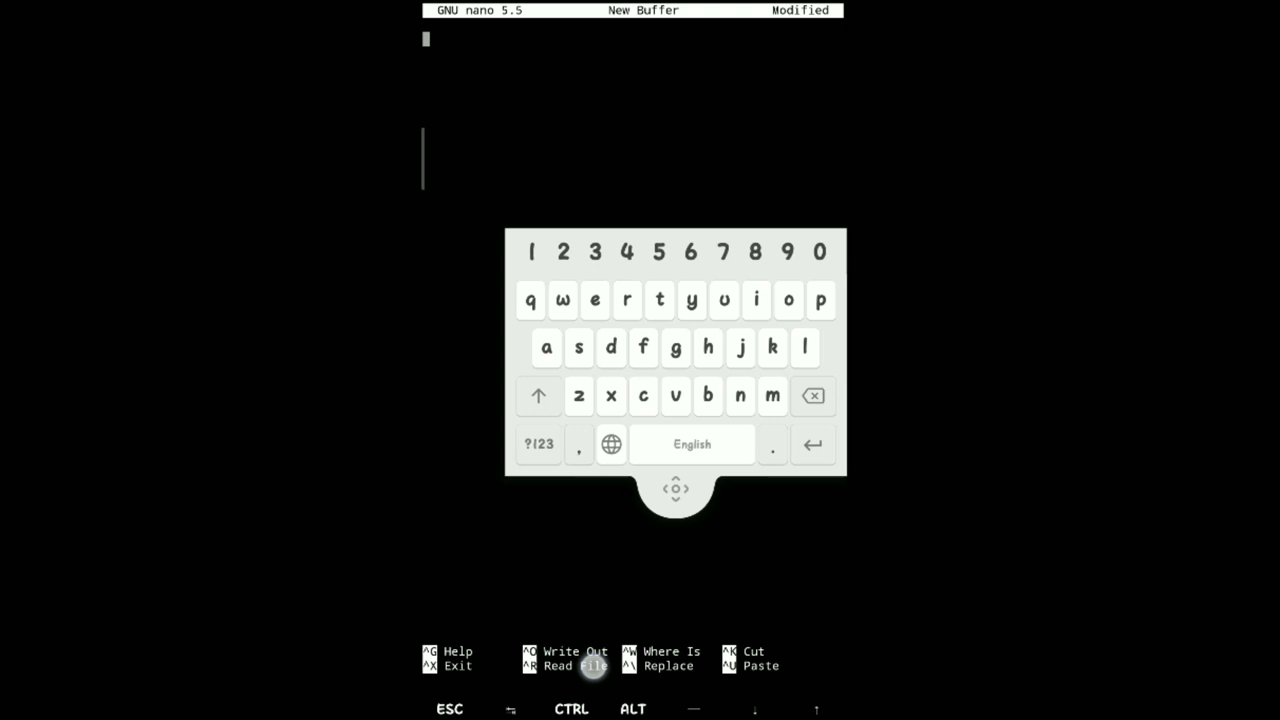 GNU nano 5.5 New Buffer Modified
1 2 3 4 5 6 7 8 9 0
q w e r t y u i o p
a s d f g h j k l
z x c v b n m
?123 , English .
^G Help ^O Write Out ^W Where Is ^K Cut
^X Exit ^R Read File ^\ Replace ^U Paste
ESC ⇆ CTRL ALT — ↓ ↑